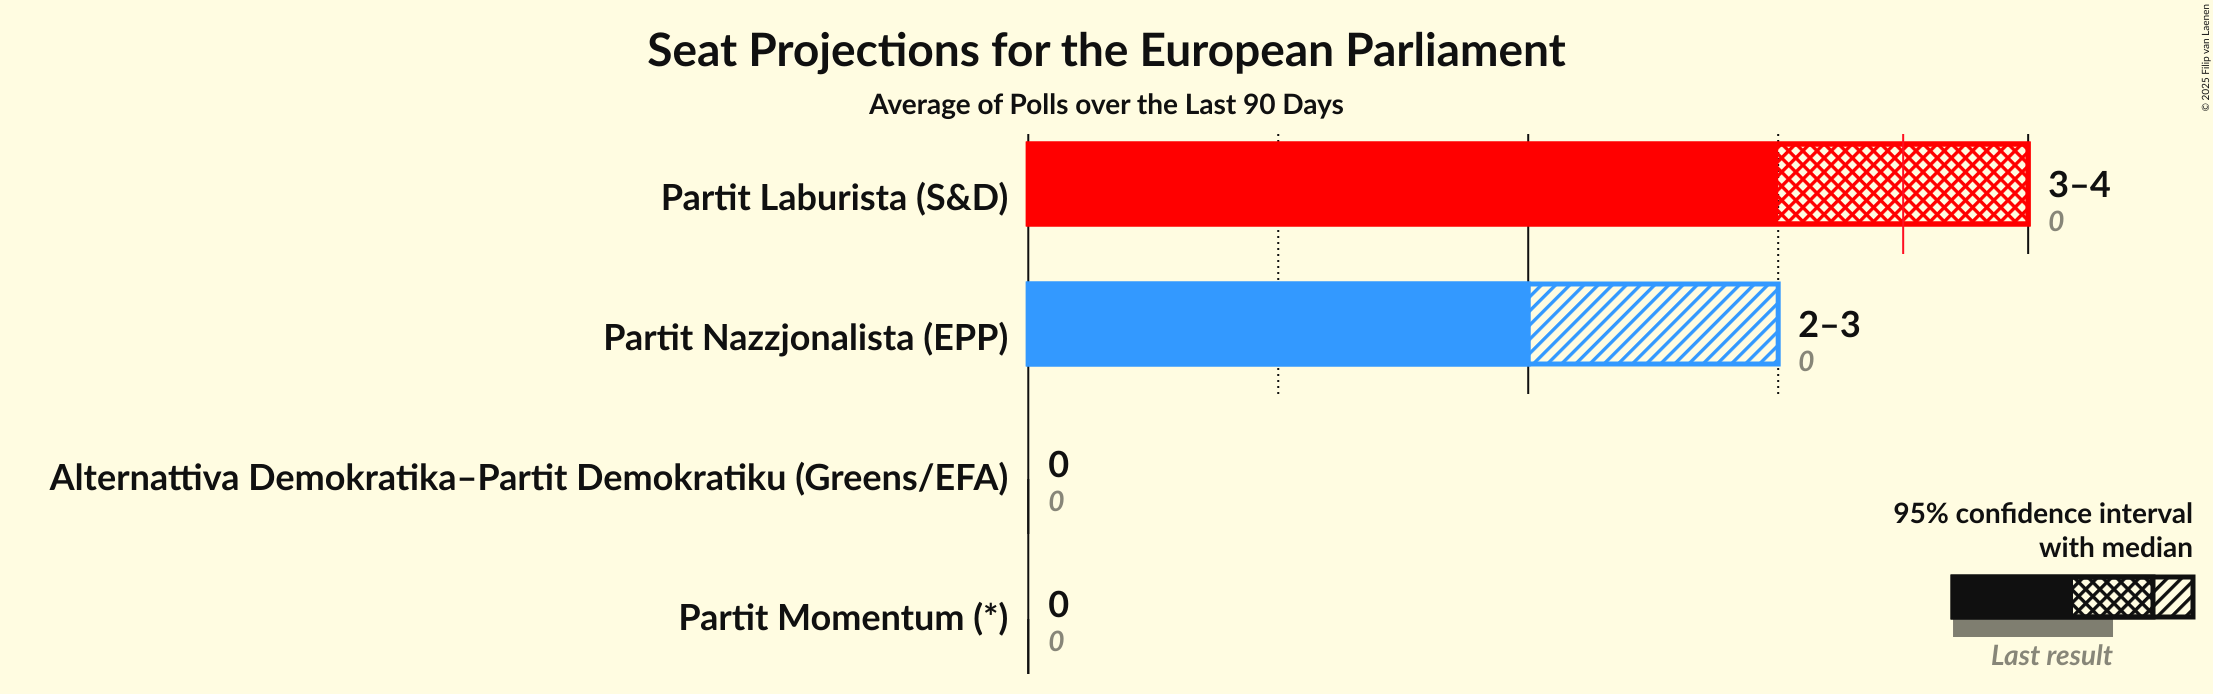 Seat Projections for the European Parliament
Average of Polls over the Last 90 Days
© 2025 Filip van Laenen
Partit Laburista (S&D)
3–4
0
Partit Nazzjonalista (EPP)
2–3
0
Alternattiva Demokratika–Partit Demokratiku (Greens/EFA)
0
0
Partit Momentum (*)
0
0
95% confidence interval
with median
Last result